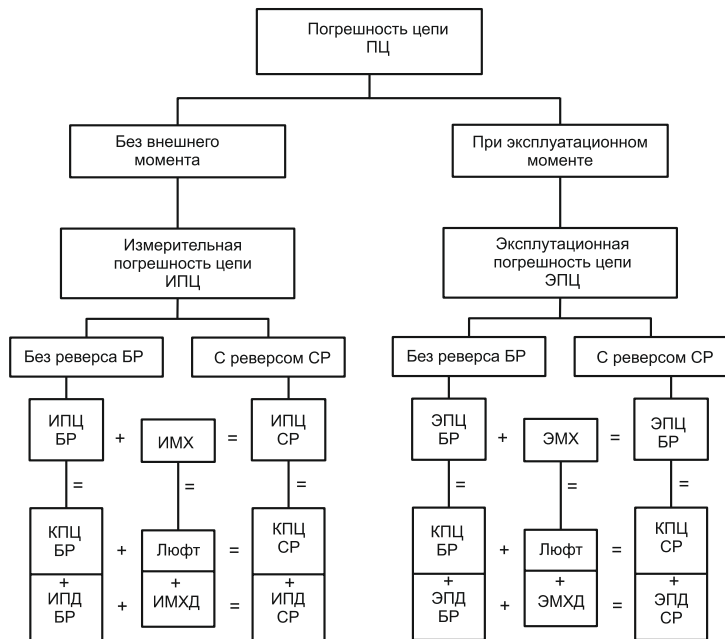 Погрешность цепи
ПЦ
Без внешнего
момента
При эксплуатационном
моменте
Измерительная
погрешность цепи
ИПЦ
Эксплутационная
погрешность цепи
ЭПЦ
Без реверса БР
С реверсом СР
Без реверса БР
С реверсом СР
ИПЦ
БР
+
ИМХ
=
ИПЦ
СР
ЭПЦ
БР
+
ЭМХ
=
ЭПЦ
БР
=
=
=
=
=
=
КПЦ
БР
+
Люфт
=
КПЦ
СР
КПЦ
БР
+
Люфт
=
КПЦ
СР
+
+
+
+
+
+
ИПД
БР
+
ИМХД
=
ИПД
СР
ЭПД
БР
+
ЭМХД
=
ЭПД
СР